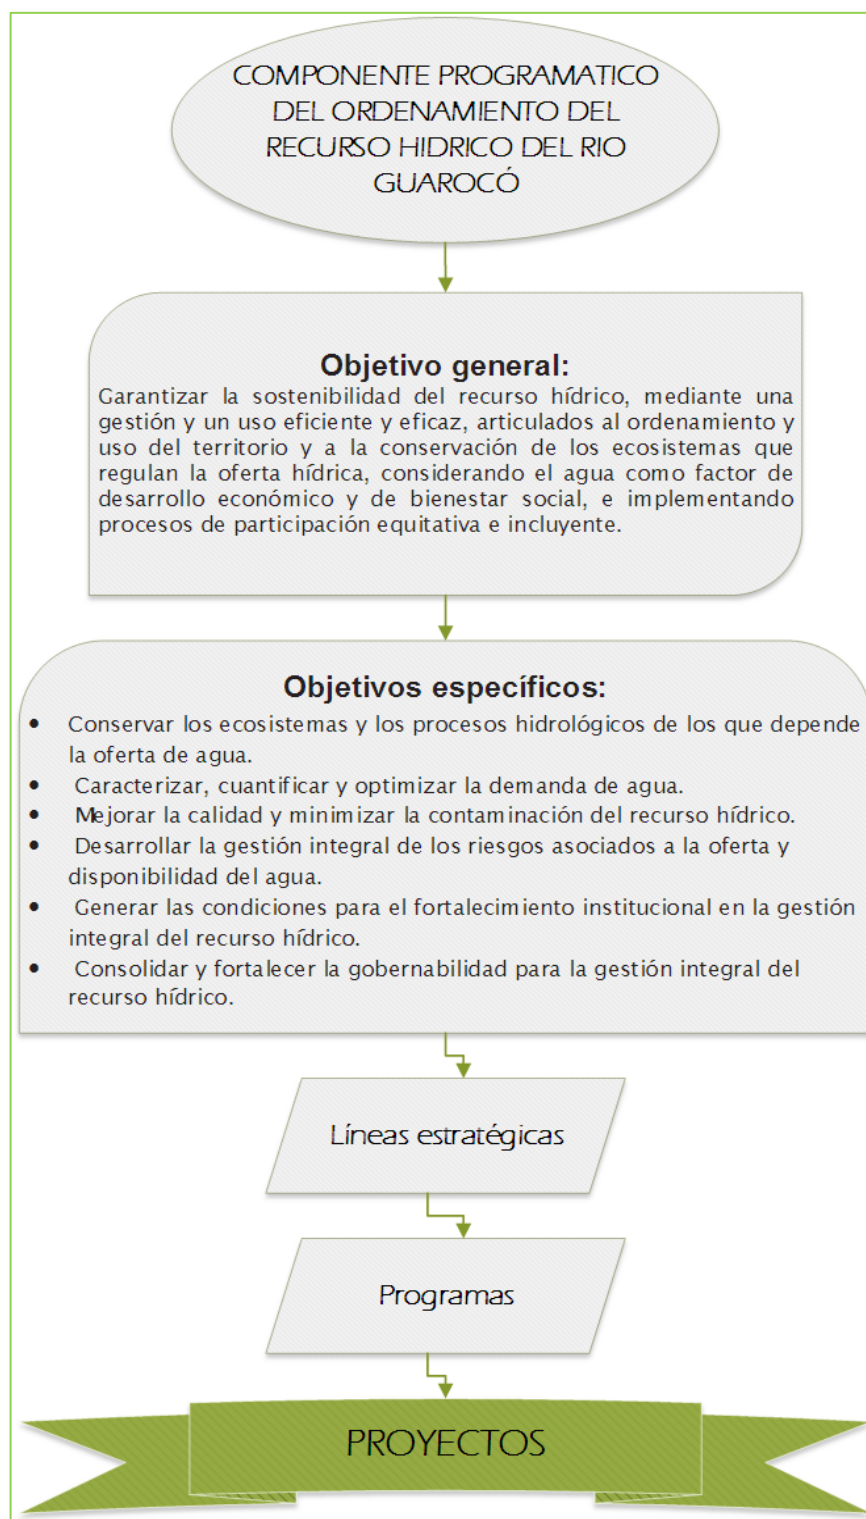 COMPONENTE PROGRAMATICO
DEL ORDENAMIENTO DEL
RECURSO HIDRICO DEL RIO
GUAROCÓ
Objetivo general:
Garantizar la sostenibilidad del recurso hídrico, mediante una
gestión y un uso eficiente y eficaz, articulados al ordenamiento y
uso del territorio y a la conservación de los ecosistemas que
regulan la oferta hídrica, considerando el agua como factor de
desarrollo económico y de bienestar social, e implementando
procesos de participación equitativa e incluyente.
Objetivos específicos:
• Conservar los ecosistemas y los procesos hidrológicos de los que depende
la oferta de agua.
• Caracterizar, cuantificar y optimizar la demanda de agua.
• Mejorar la calidad y minimizar la contaminación del recurso hídrico.
• Desarrollar la gestión integral de los riesgos asociados a la oferta y
disponibilidad del agua.
• Generar las condiciones para el fortalecimiento institucional en la gestión
integral del recurso hídrico.
• Consolidar y fortalecer la gobernabilidad para la gestión integral del
recurso hídrico.
Líneas estratégicas
Programas
PROYECTOS